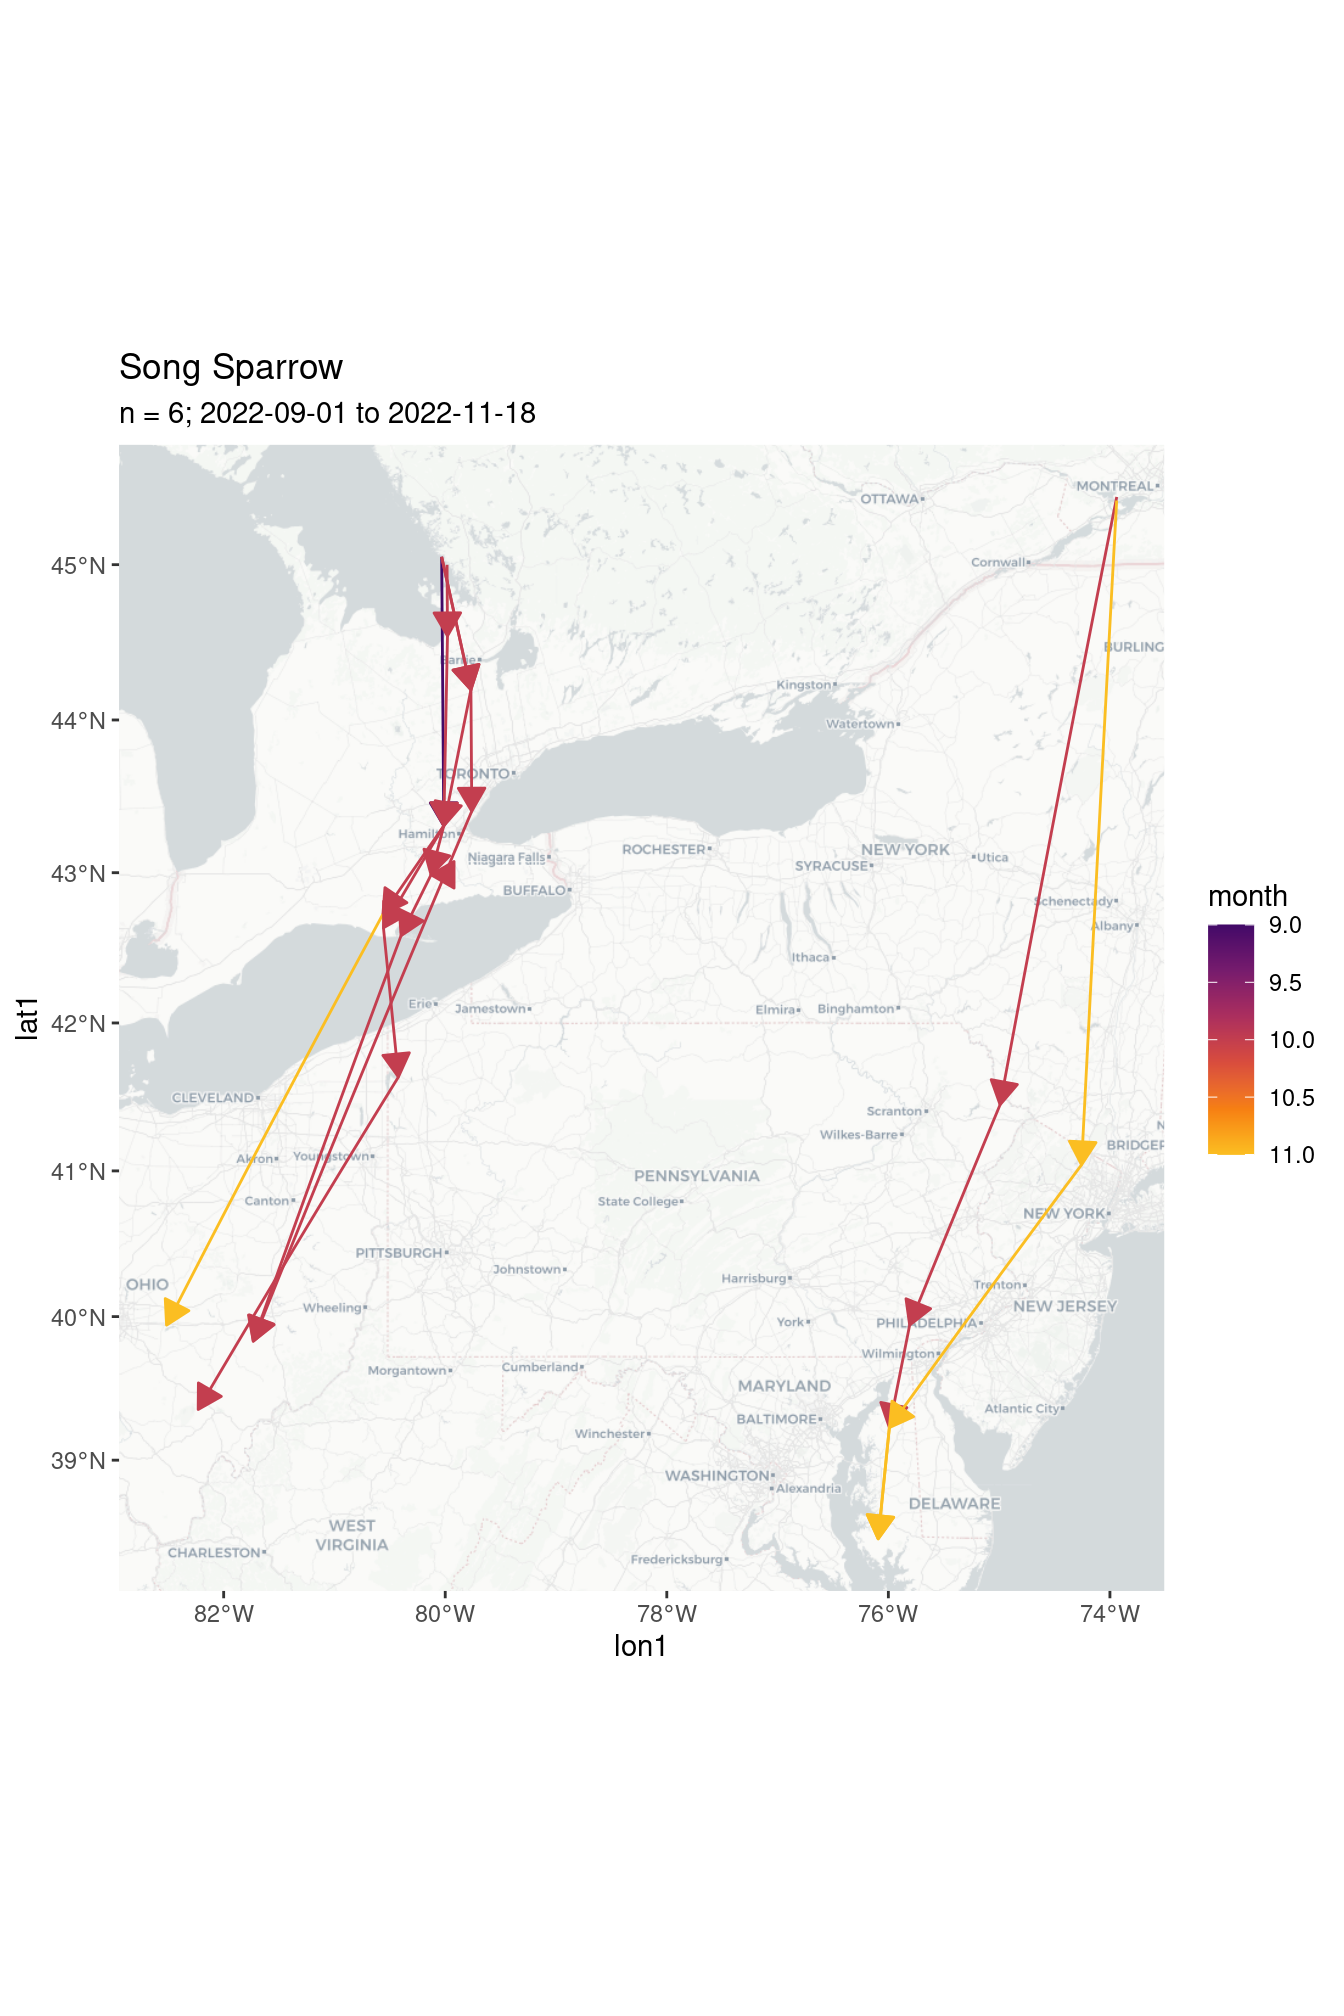 Song Sparrow
n = 6; 2022-09-01 to 2022-11-18
OTTAWA
MONTREAL
45°N
Cornwall
BURLING
Barrie
Kingston
44°N
Watertown
TORONTO
Hamilton
Niagara Falls
ROCHESTER
NEW YORK
SYRACUSE
Utica
43°N
BUFFALO
Schenectady
Albany
Ithaca
42°N
Erie
Jamestown
Elmira
Binghamton
CLEVELAND
Scranton
Wilkes-Barre
N
BRIDGEP
41°N
Akron
Youngstown
PENNSYLVANIA
Canton
State College
NEW YORK
PITTSBURGH
Johnstown
Harrisburg
Trenton
OHIO
NEW JERSEY
40°N
Wheeling
York
PHILADELPHIA
Wilmington
Morgantown
Cumberland
MARYLAND
BALTIMORE
Atlantic City
39°N
Winchester
WASHINGTON
Alexandria
DELAWARE
WEST
VIRGINIA
CHARLESTON
Fredericksburg
82°W
80°W
78°W
76°W
74°W
lon1
lat1
month
9.0
9.5
10.0
10.5
11.0